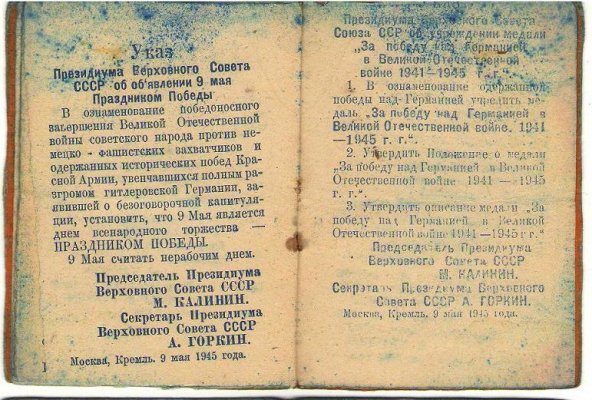 Указ
Президиума Верховного Совета
СССР об об'явлении 9 мая
Праздником Победы
В ознаменование победоносного
завершения Великой Отечественной
войны советского народа против не-
мецко-фашистских захватчиков и
одержанных исторических побед Крас-
ной Армии, увенчавшихся полным раз-
громом гитлеровской Германии, за-
явившей о безоговорочной капитуля-
ции, установить, что 9 Мая является
днем всенародного торжества —
ПРАЗДНИКОМ ПОБЕДЫ.
9 Мая считать нерабочим днем.
Председатель Президиума
Верховного Совета СССР
М. КАЛИНИН.
Секретарь Президиума
Верховного Совета СССР
А. ГОРКИН.
Москва, Кремль. 9 мая 1945 года.
Президиума Верховного Совета
Союза ССР об учреждении медали
„За победу над Германией
в Великой Отечественной
войне 1941—1945 г.г.“
1. В ознаменование одержанной
победы над Германией учредить ме-
даль „За победу над Германией в
Великой Отечественной войне. 1941
—1945 г. г.“.
2. Утвердить Положение о медали
„За победу над Германией в Великой
Отечественной войне 1941 —1945
г.г.“.
3. Утвердить описание медали „За
победу над Германией в Великой
Отечественной войне 1941—1945 г г.“
Председатель Президиума
Верховного Совета СССР
М. КАЛИНИН.
Секретарь Президиума Верховного
Совета СССР А. ГОРКИН.
Москва, Кремль, 9 мая 1945 года.